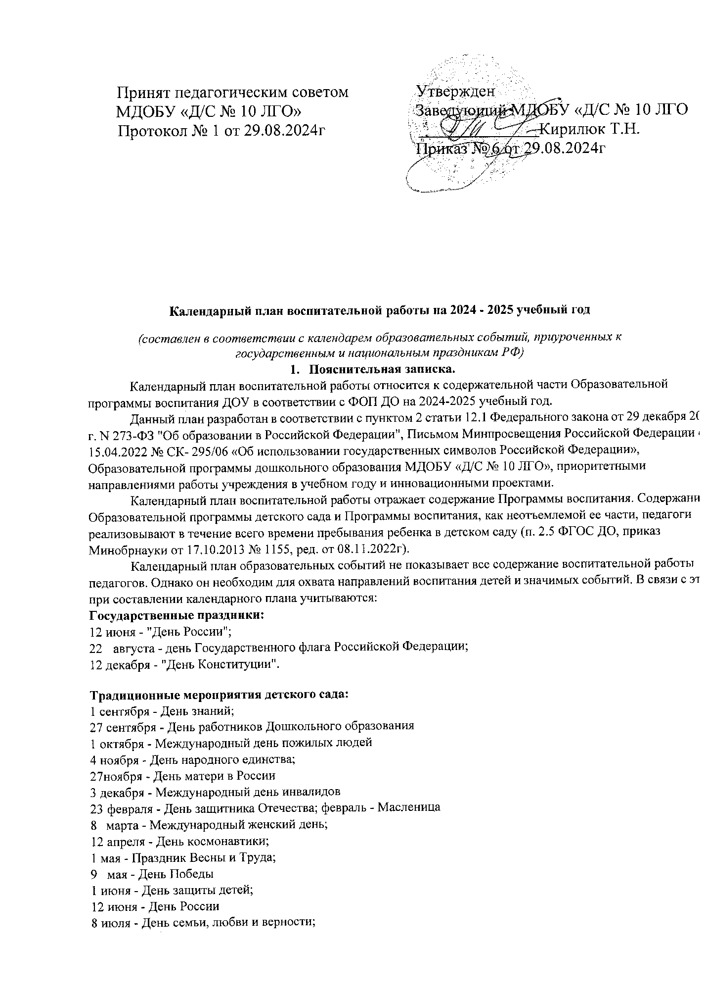 Принят педагогическим советом
МДОБУ «Д/С № 10 ЛГО»
Протокол № 1 от 29.08.2024г
Утвержден
Заведующий МДОБУ «Д/С № 10 ЛГО
Кирилюк Т.Н.
Приказ № 6 от 29.08.2024г
Календарный план воспитательной работы на 2024 - 2025 учебный год
(составлен в соответствии с календарем образовательных событий, приуроченных к
государственным и национальным праздникам РФ)
1. Пояснительная записка.
Календарный план воспитательной работы относится к содержательной части Образовательной
программы воспитания ДОУ в соответствии с ФОП ДО на 2024-2025 учебный год.
Данный план разработан в соответствии с пунктом 2 статьи 12.1 Федерального закона от 29 декабря 20
г. N 273-ФЗ "Об образовании в Российской Федерации", Письмом Минпросвещения Российской Федерации
15.04.2022 № СК- 295/06 «Об использовании государственных символов Российской Федерации»,
Образовательной программы дошкольного образования МДОБУ «Д/С № 10 ЛГО», приоритетными
направлениями работы учреждения в учебном году и инновационными проектами.
Календарный план воспитательной работы отражает содержание Программы воспитания. Содержани
Образовательной программы детского сада и Программы воспитания, как неотъемлемой ее части, педагоги
реализовывают в течение всего времени пребывания ребенка в детском саду (п. 2.5 ФГОС ДО, приказ
Минобрнауки от 17.10.2013 № 1155, ред. от 08.11.2022г).
Календарный план образовательных событий не показывает все содержание воспитательной работы
педагогов. Однако он необходим для охвата направлений воспитания детей и значимых событий. В связи с эт
при составлении календарного плана учитываются:
Государственные праздники:
12 июня - "День России";
22 августа - день Государственного флага Российской Федерации;
12 декабря - "День Конституции".
Традиционные мероприятия детского сада:
1 сентября - День знаний;
27 сентября - День работников Дошкольного образования
1 октября - Международный день пожилых людей
4 ноября - День народного единства;
27ноября - День матери в России
3 декабря - Международный день инвалидов
23 февраля - День защитника Отечества; февраль - Масленица
8 марта - Международный женский день;
12 апреля - День космонавтики;
1 мая - Праздник Весны и Труда;
9 мая - День Победы
1 июня - День защиты детей;
12 июня - День России
8 июля - День семьи, любви и верности;